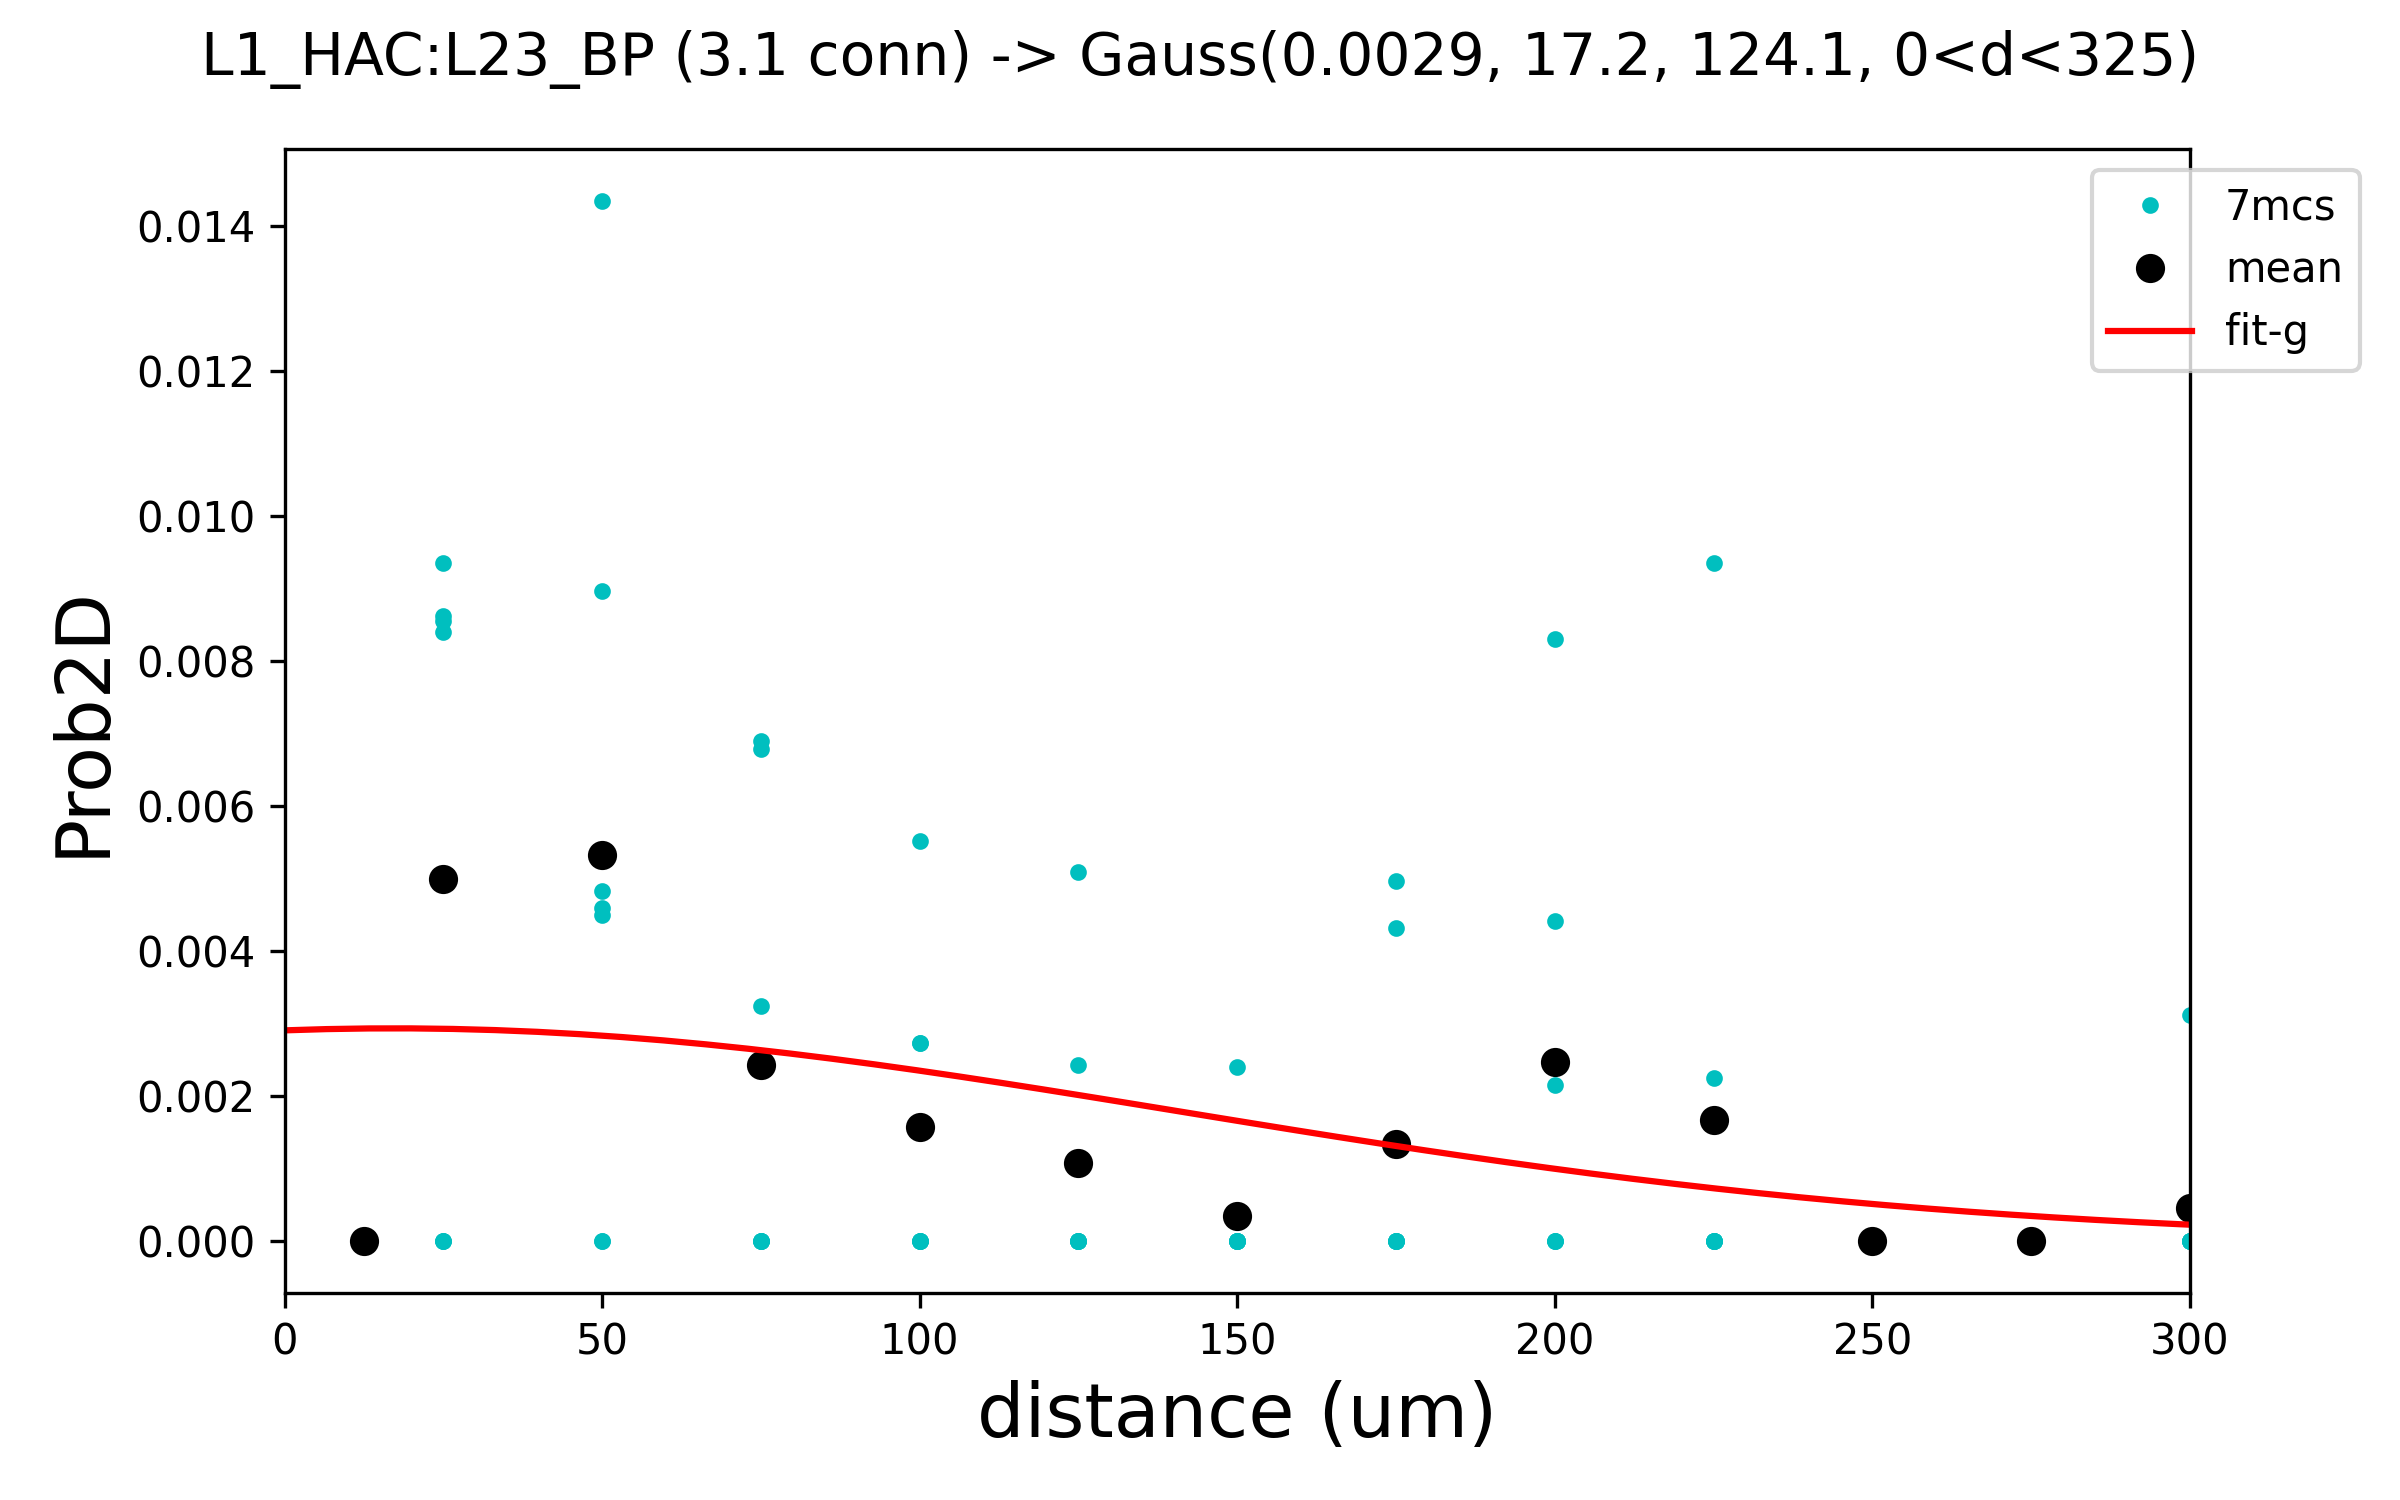 L1_HAC:L23_BP (3.1 conn) -> Gauss(0.0029, 17.2, 124.1, 0<d<325)
7mcs
mean
fit-g
0.014
0.012
0.010
0.008
0.006
0.004
0.002
0.000
Prob2D
0 50 100 150 200 250 300
distance (um)